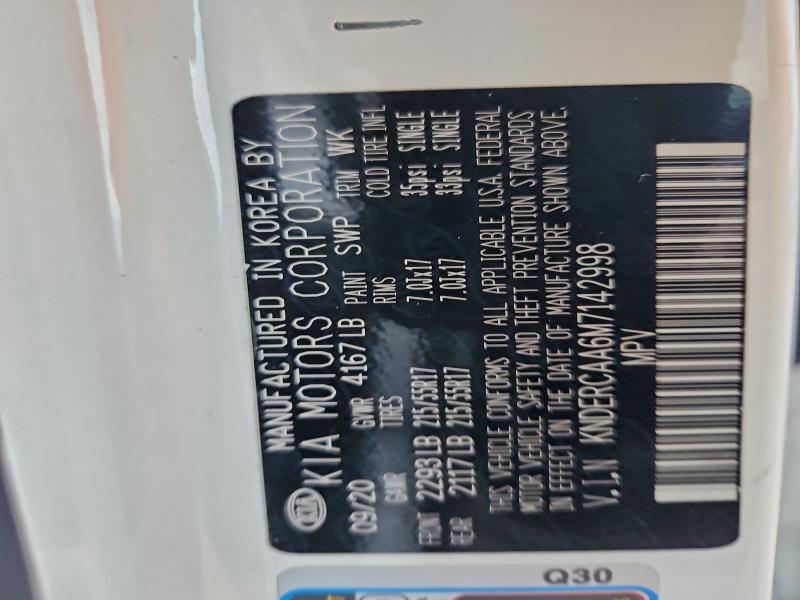 MANUFACTURED IN KOREA BY
KIA KIA MOTORS CORPORATION
09/20 GVWR 4167 LB PAINT SWP TRIM WK
GAWR TIRES RIMS COLD TIRE INFL
FRONT 2293 LB 215/55R17 7.0Jx17 35psi SINGLE
REAR 2117 LB 215/55R17 7.0Jx17 33psi SINGLE
THIS VEHICLE CONFORMS TO ALL APPLICABLE U.S.A. FEDERAL
MOTOR VEHICLE SAFETY AND THEFT PREVENTION STANDARDS
IN EFFECT ON THE DATE OF MANUFACTURE SHOWN ABOVE.
V.I.N KNDERCAA6M7142998
MPV
Q30